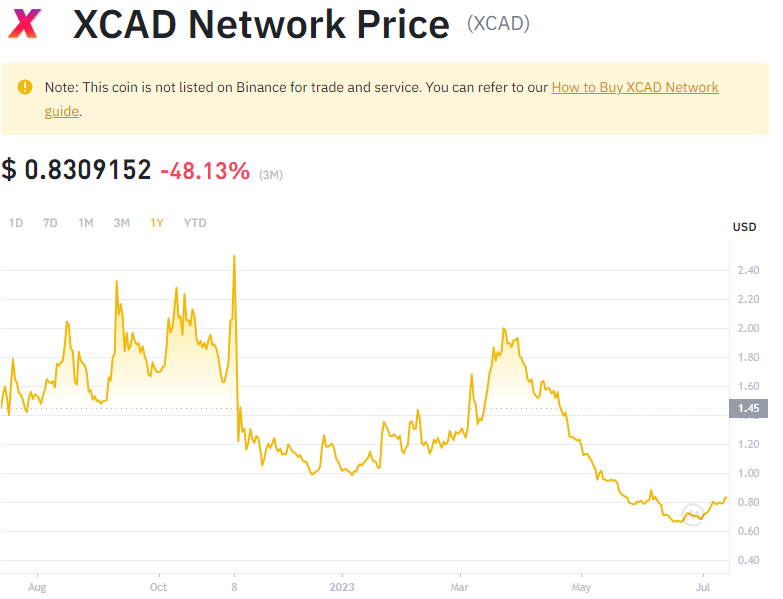 XCAD Network Price (XCAD)
Note: This coin is not listed on Binance for trade and service. You can refer to our How to Buy XCAD Network
guide.
$ 0.8309152 -48.13% (3M)
1D 7D 1M 3M 1Y YTD
USD
2.40
2.20
2.00
1.80
1.60
1.45
1.20
1.00
0.80
0.60
0.40
Aug Oct 8 2023 Mar May Jul